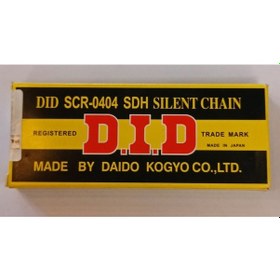 DID SCR-0404 SDH SILENT CHAIN
REGISTERED D.I.D TRADE MARK
MADE IN JAPAN
MADE BY DAIDO KOGYO CO.,LTD.